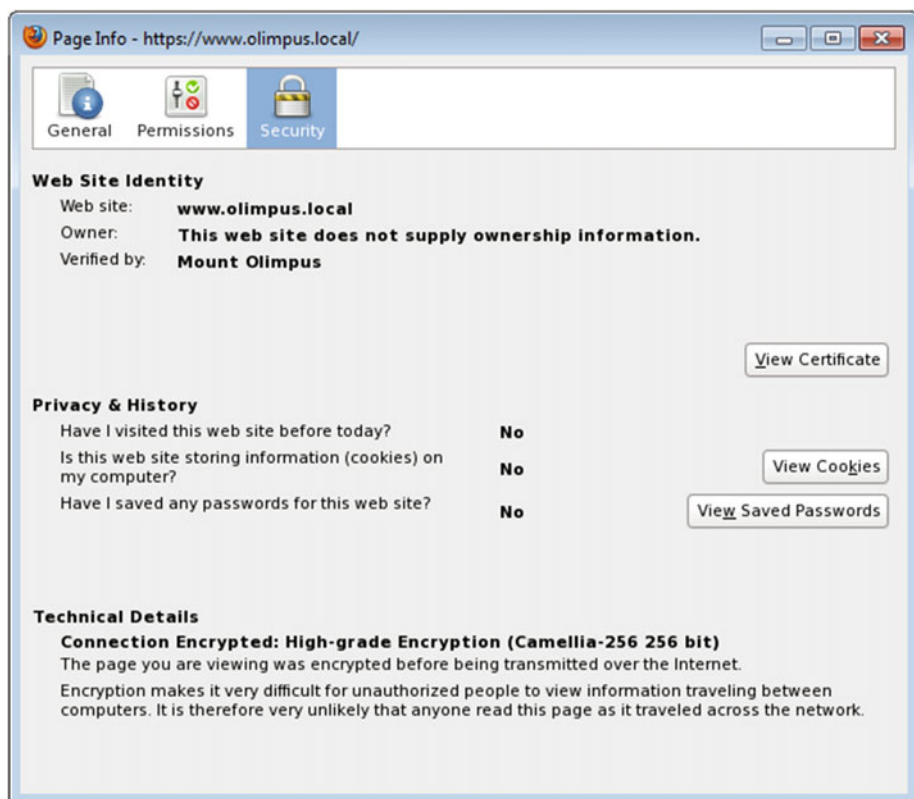 Page Info - https://www.olimpus.local/
General Permissions Security
Web Site Identity
Web site: www.olimpus.local
Owner: This web site does not supply ownership information.
Verified by: Mount Olimpus
View Certificate
Privacy & History
Have I visited this web site before today? No
Is this web site storing information (cookies) on
my computer? No View Cookies
Have I saved any passwords for this web site? No View Saved Passwords
Technical Details
Connection Encrypted: High-grade Encryption (Camellia-256 256 bit)
The page you are viewing was encrypted before being transmitted over the Internet.
Encryption makes it very difficult for unauthorized people to view information traveling between
computers. It is therefore very unlikely that anyone read this page as it traveled across the network.